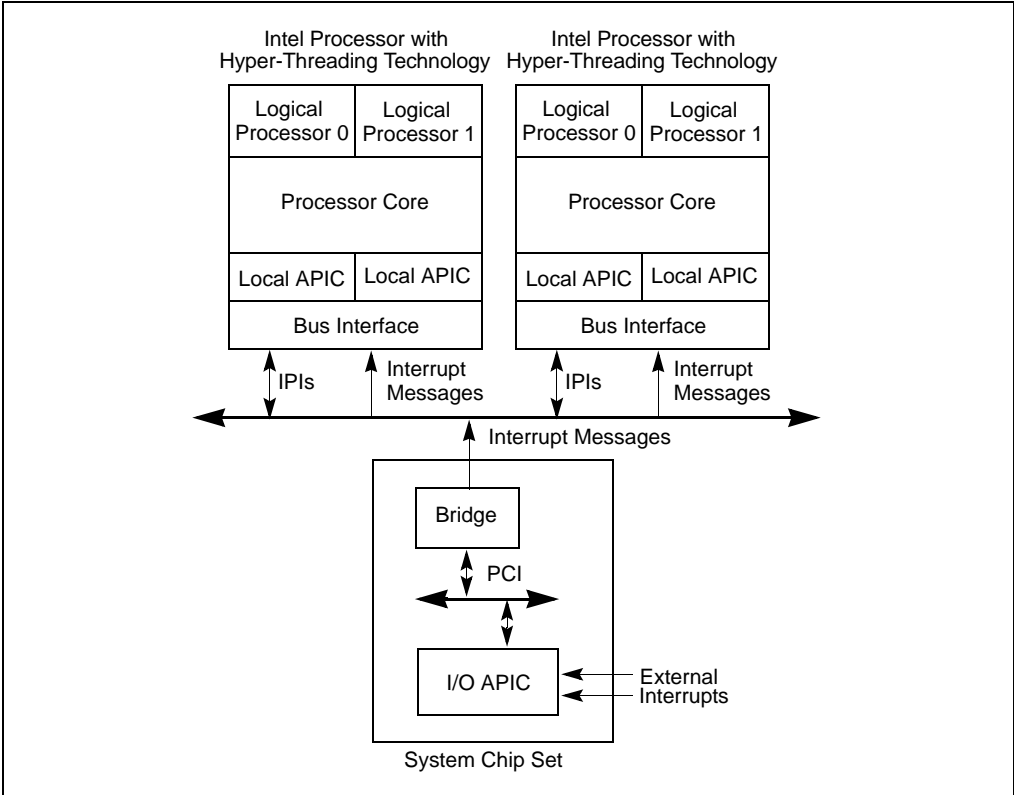 Intel Processor with
Hyper-Threading Technology
Intel Processor with
Hyper-Threading Technology
Logical
Processor 0
Logical
Processor 1
Logical
Processor 0
Logical
Processor 1
Processor Core
Processor Core
Local APIC
Local APIC
Local APIC
Local APIC
Bus Interface
Bus Interface
IPIs
Interrupt
Messages
IPIs
Interrupt
Messages
Interrupt Messages
Bridge
PCI
I/O APIC
External
Interrupts
System Chip Set